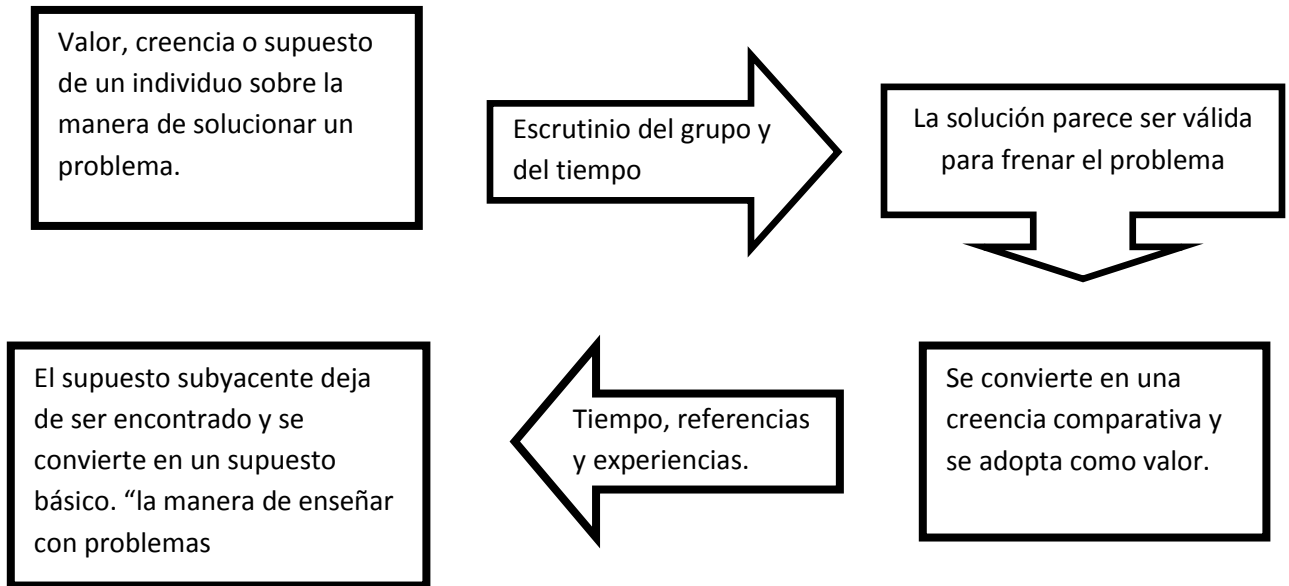 Valor, creencia o supuesto
de un individuo sobre la
manera de solucionar un
problema.
Escrutinio del grupo y
del tiempo
La solución parece ser válida
para frenar el problema
Se convierte en una
creencia comparativa y
se adopta como valor.
Tiempo, referencias
y experiencias.
El supuesto subyacente deja
de ser encontrado y se
convierte en un supuesto
básico. “la manera de enseñar
con problemas